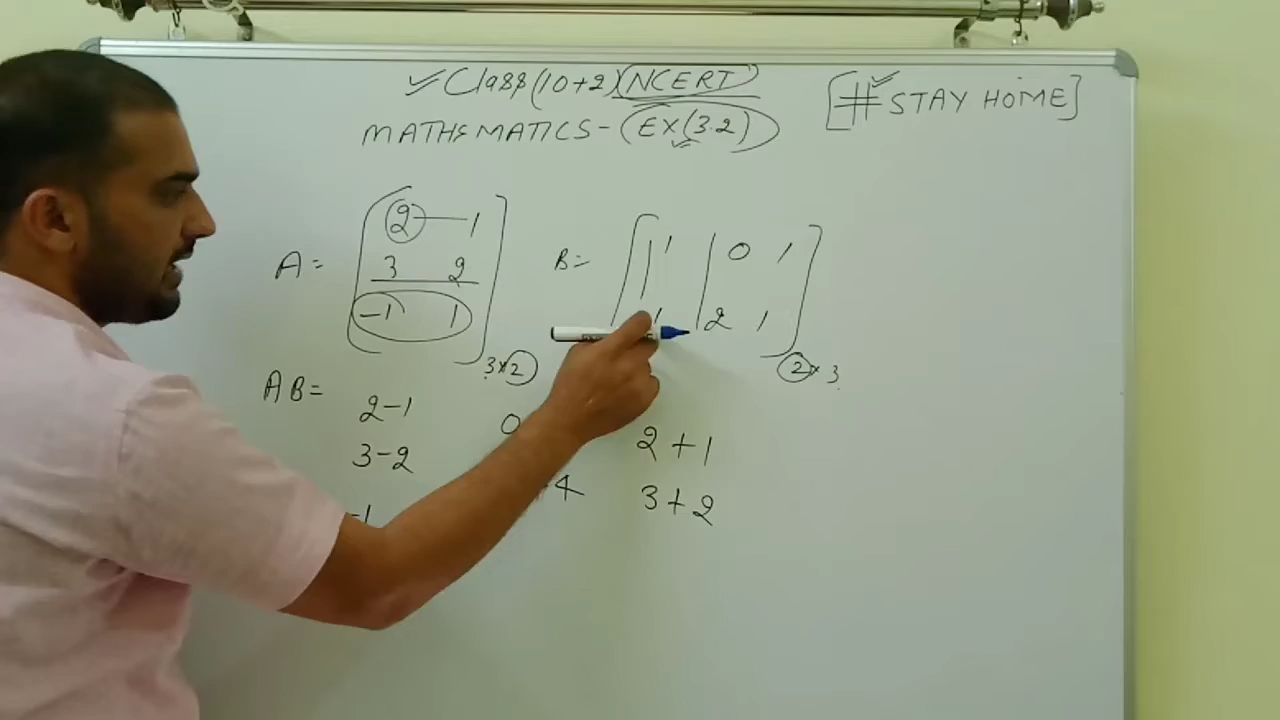 Class (10+2) (NCERT)
[# STAY HOME]
MATHEMATICS - (EX(3.2)
A = [2 1
3 2
-1 1] 3×2
B = [1 0 1
2 1] 2×3
AB =
2-1 0 2+1
3-2 4 3+2
-1